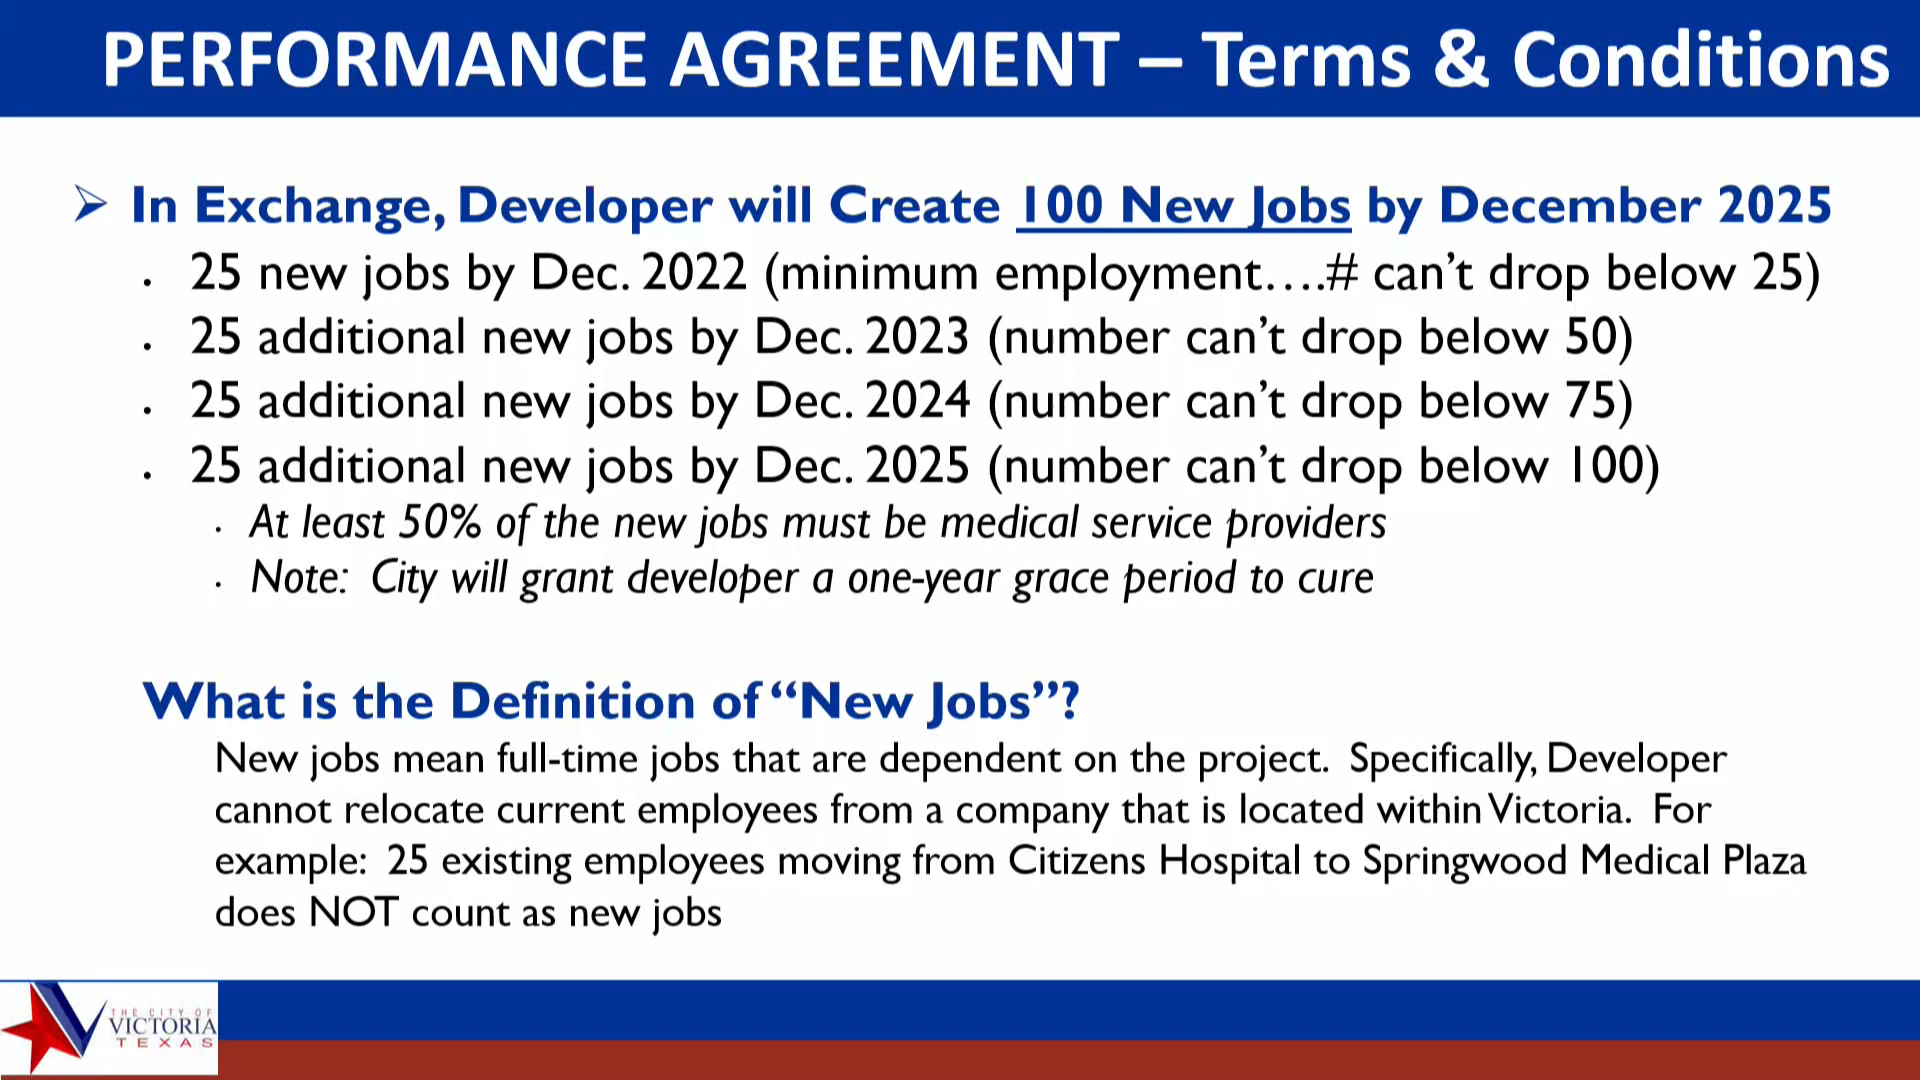 PERFORMANCE AGREEMENT – Terms & Conditions
➢ In Exchange, Developer will Create 100 New Jobs by December 2025
• 25 new jobs by Dec. 2022 (minimum employment….# can’t drop below 25)
• 25 additional new jobs by Dec. 2023 (number can’t drop below 50)
• 25 additional new jobs by Dec. 2024 (number can’t drop below 75)
• 25 additional new jobs by Dec. 2025 (number can’t drop below 100)
• At least 50% of the new jobs must be medical service providers
• Note: City will grant developer a one-year grace period to cure
What is the Definition of “New Jobs”?
New jobs mean full-time jobs that are dependent on the project. Specifically, Developer
cannot relocate current employees from a company that is located within Victoria. For
example: 25 existing employees moving from Citizens Hospital to Springwood Medical Plaza
does NOT count as new jobs
THE CITY OF
VICTORIA
TEXAS